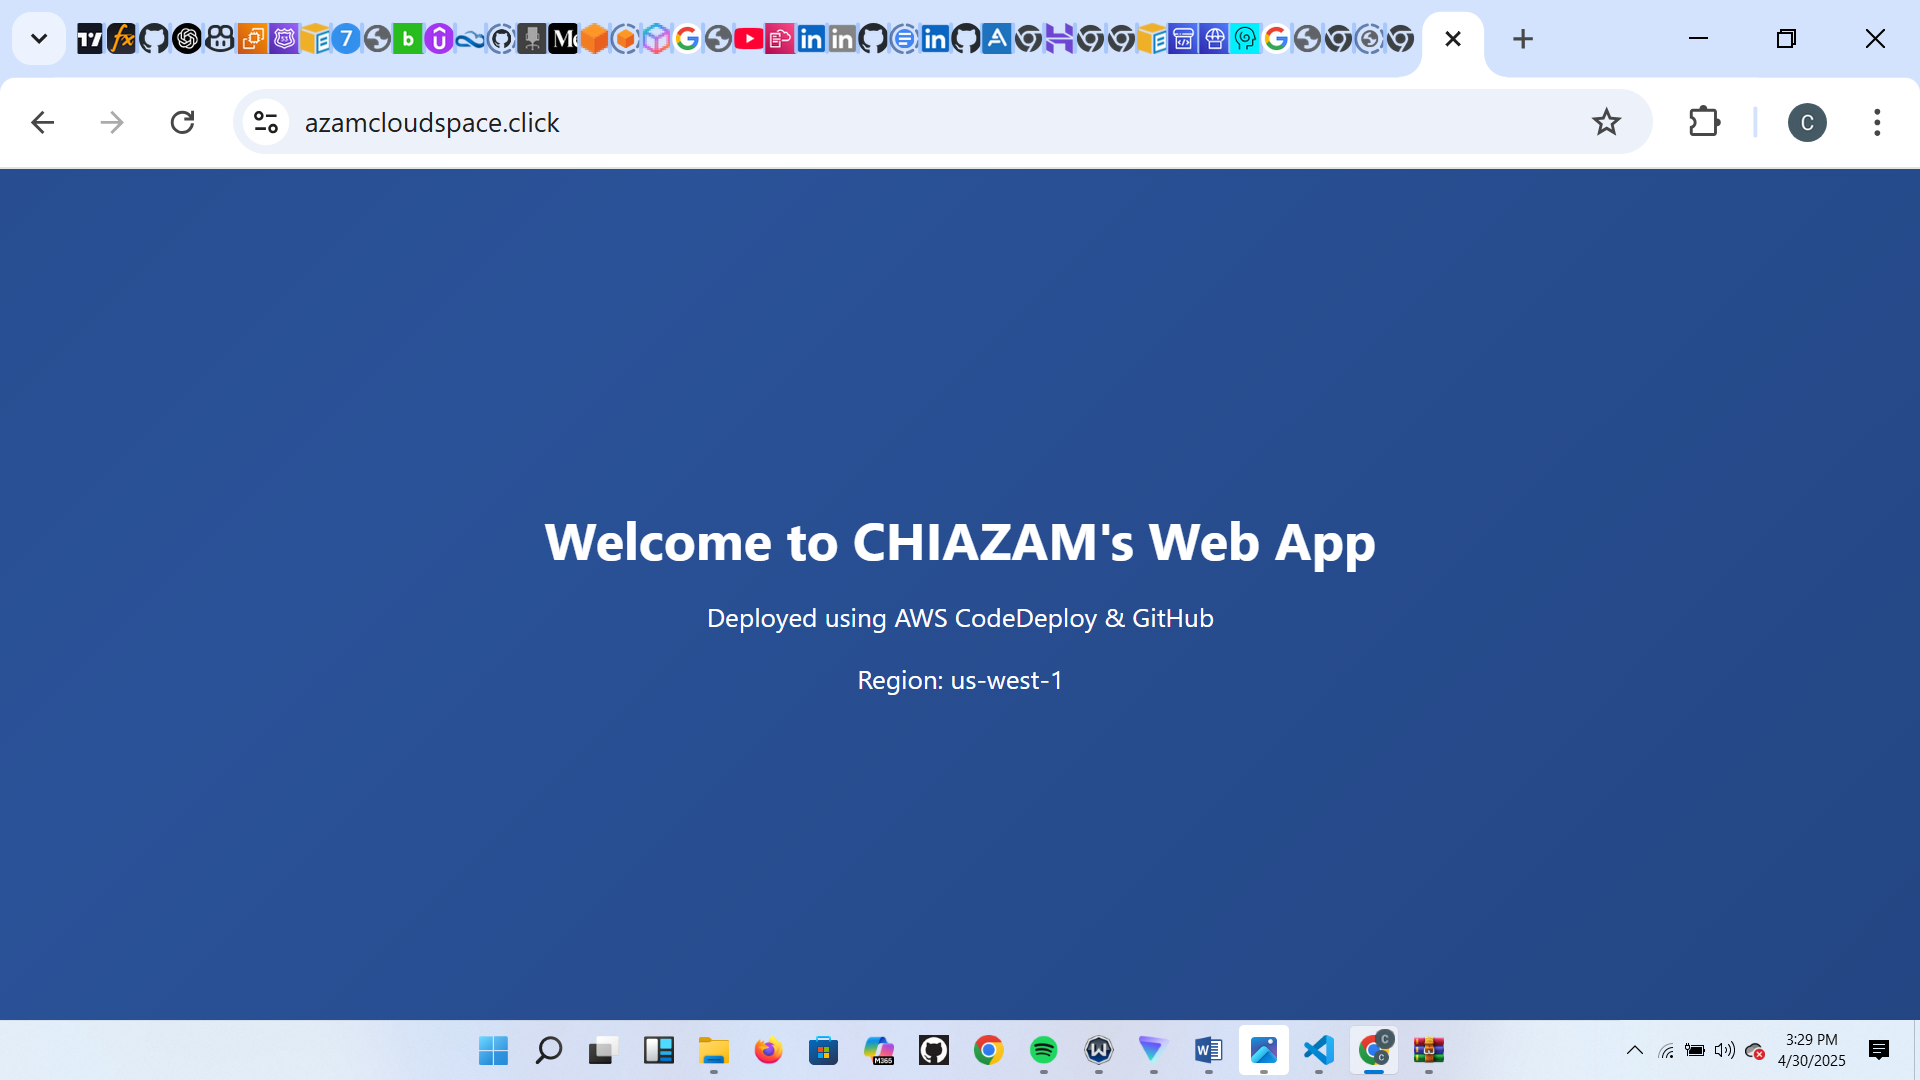 azamcloudspace.click
Welcome to CHIAZAM's Web App
Deployed using AWS CodeDeploy & GitHub
Region: us-west-1
3:29 PM
4/30/2025